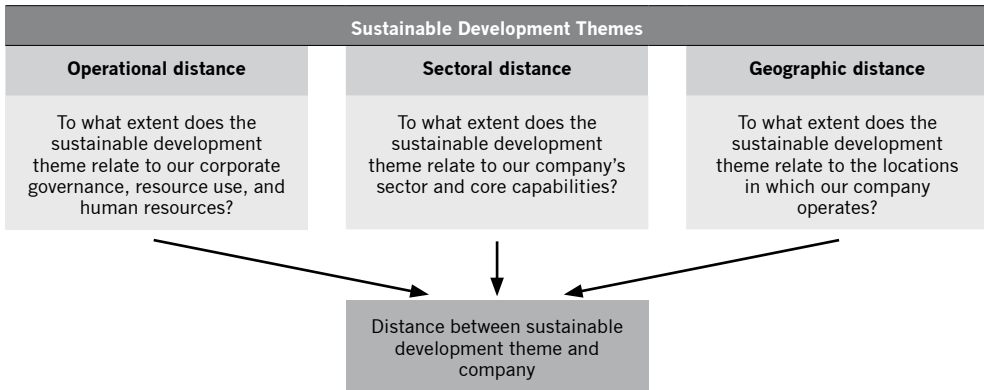 Sustainable Development Themes
Operational distance
To what extent does the
sustainable development
theme relate to our corporate
governance, resource use, and
human resources?
Sectoral distance
To what extent does the
sustainable development
theme relate to our company’s
sector and core capabilities?
Geographic distance
To what extent does the
sustainable development
theme relate to the locations
in which our company
operates?
Distance between sustainable
development theme and
company